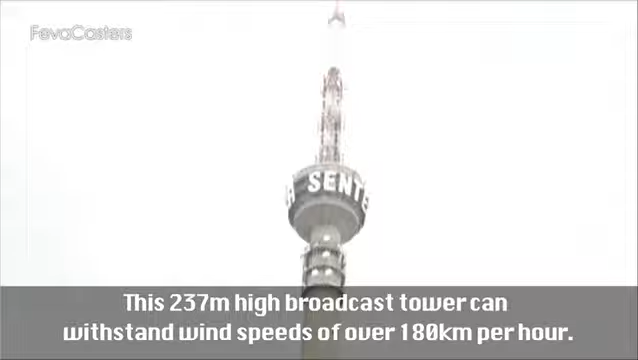 FevaCasters
SENTE
This 237m high broadcast tower can
withstand wind speeds of over 180km per hour.